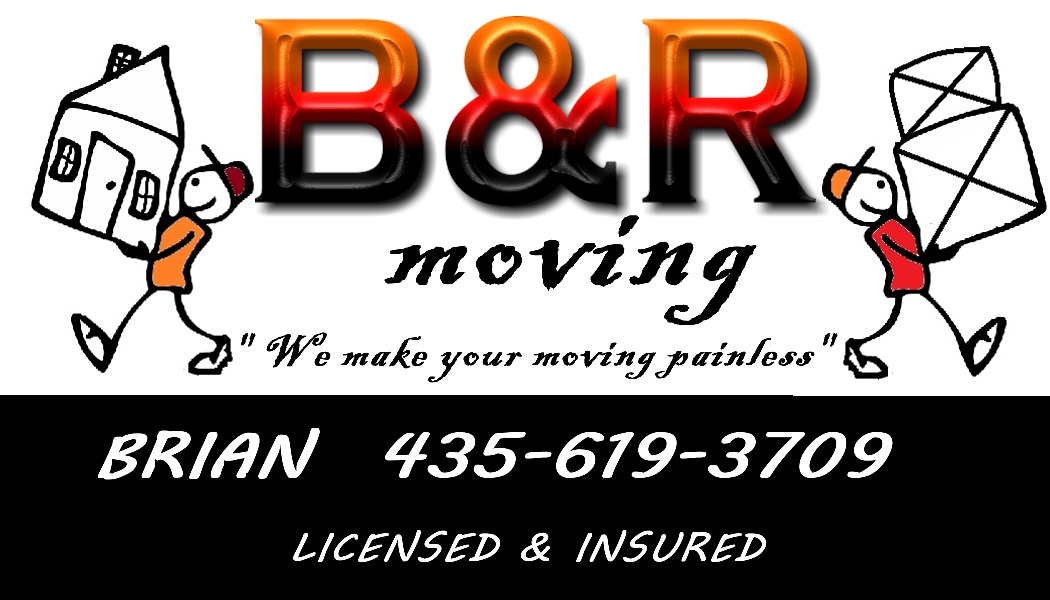 B&R
moving
" We make your moving painless"
BRIAN 435-619-3709
LICENSED & INSURED